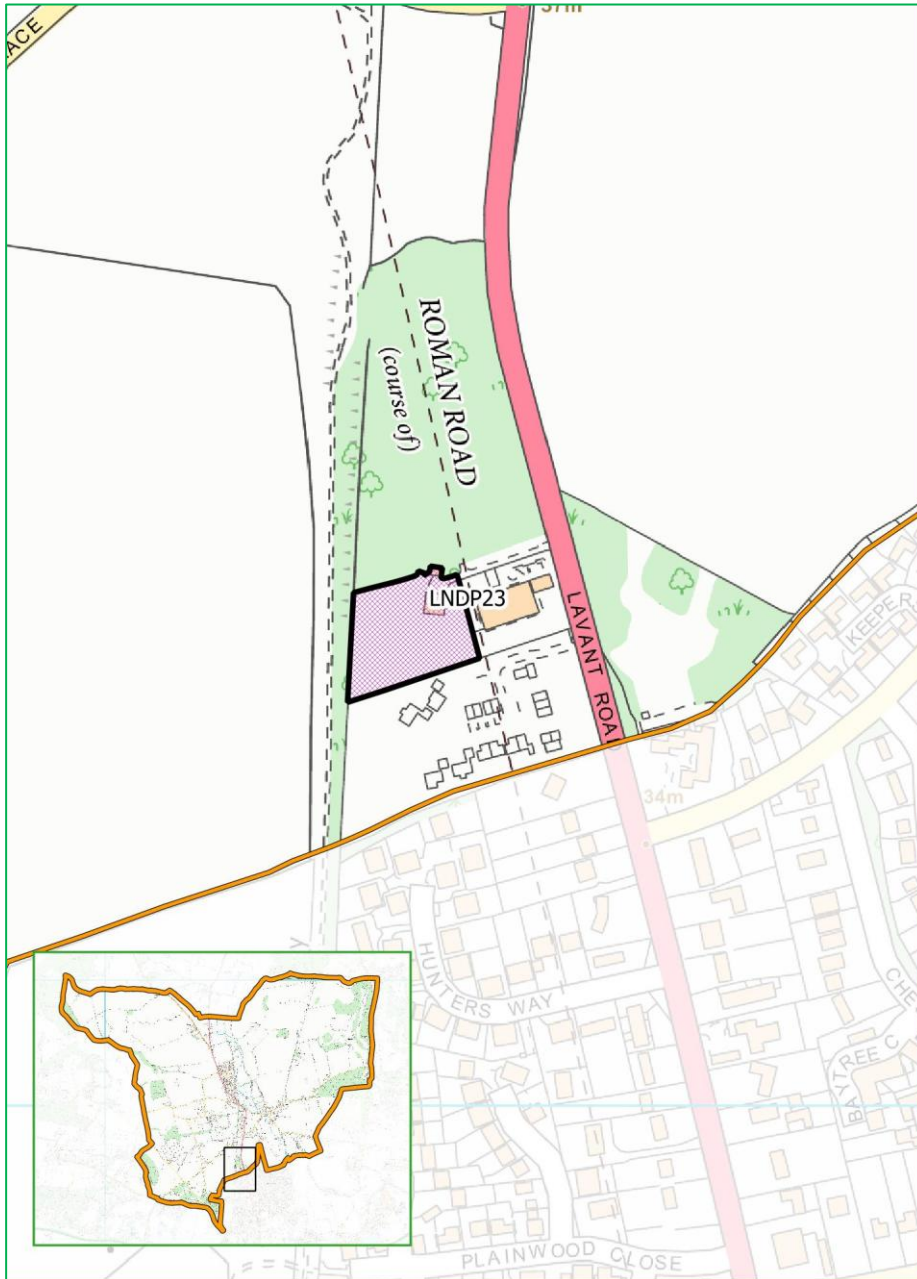 37m
ACE
ROMAN ROAD
(course of)
LNDP23
LAVANT ROAD
KEEPER
34m
HUNTERS WAY
CHE
BAYTREE C
PLAINWOOD CLOSE